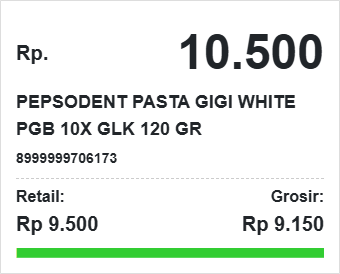 Rp. 10.500
PEPSODENT PASTA GIGI WHITE
PGB 10X GLK 120 GR
8999999706173
Retail: Grosir:
Rp 9.500 Rp 9.150